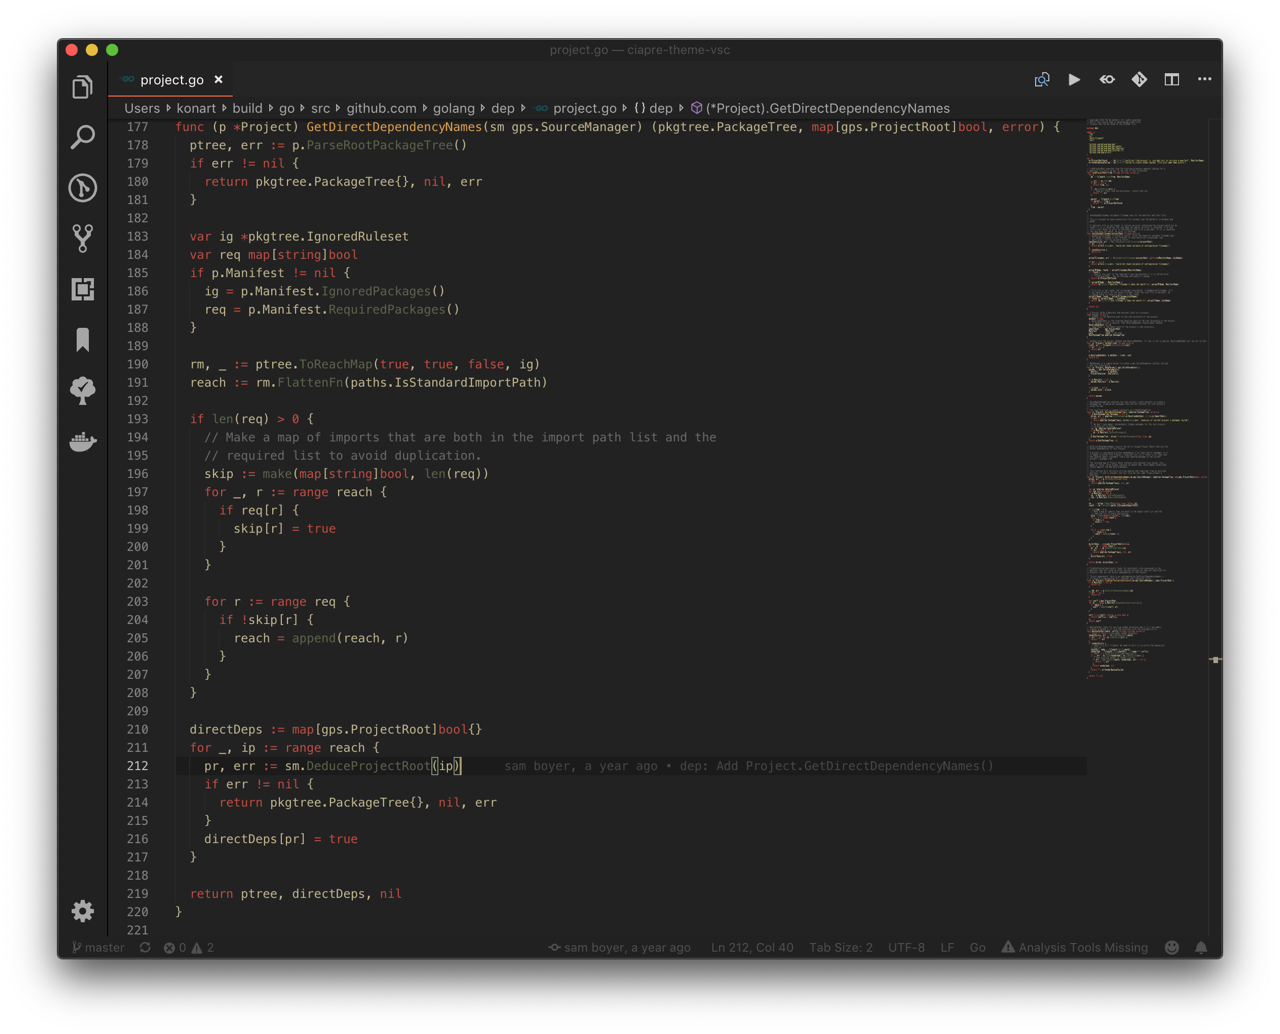 project.go — ciapre-theme-vsc
project.go ×
Users konart build go src github.com golang dep project.go {} dep (*Project).GetDirectDependencyNames
177 func (p *Project) GetDirectDependencyNames(sm gps.SourceManager) (pkgtree.PackageTree, map[gps.ProjectRoot]bool, error) {
178   ptree, err := p.ParseRootPackageTree()
179   if err != nil {
180     return pkgtree.PackageTree{}, nil, err
181   }
182
183   var ig *pkgtree.IgnoredRuleset
184   var req map[string]bool
185   if p.Manifest != nil {
186     ig = p.Manifest.IgnoredPackages()
187     req = p.Manifest.RequiredPackages()
188   }
189
190   rm, _ := ptree.ToReachMap(true, true, false, ig)
191   reach := rm.FlattenFn(paths.IsStandardImportPath)
192
193   if len(req) > 0 {
194     // Make a map of imports that are both in the import path list and the
195     // required list to avoid duplication.
196     skip := make(map[string]bool, len(req))
197     for _, r := range reach {
198       if req[r] {
199         skip[r] = true
200       }
201     }
202
203     for r := range req {
204       if !skip[r] {
205         reach = append(reach, r)
206       }
207     }
208   }
209
210   directDeps := map[gps.ProjectRoot]bool{}
211   for _, ip := range reach {
212     pr, err := sm.DeduceProjectRoot(ip) sam boyer, a year ago • dep: Add Project.GetDirectDependencyNames()
213     if err != nil {
214       return pkgtree.PackageTree{}, nil, err
215     }
216     directDeps[pr] = true
217   }
218
219   return ptree, directDeps, nil
220 }
221
master 0 2 sam boyer, a year ago Ln 212, Col 40 Tab Size: 2 UTF-8 LF Go Analysis Tools Missing